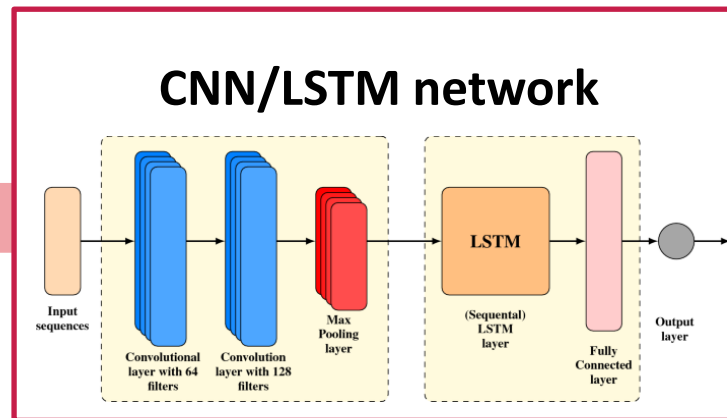 CNN/LSTM network
Input
sequences
Convolutional
layer with 64
filters
Convolution
layer with 128
filters
Max
Pooling
layer
LSTM
(Sequental)
LSTM
layer
Fully
Connected
layer
Output
layer